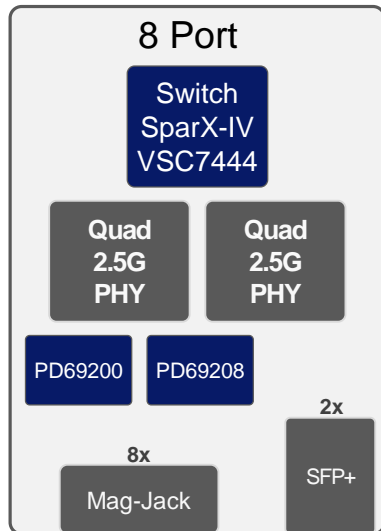 8 Port
Switch
SparX-IV
VSC7444
Quad
2.5G
PHY
Quad
2.5G
PHY
PD69200
PD69208
2x
SFP+
8x
Mag-Jack